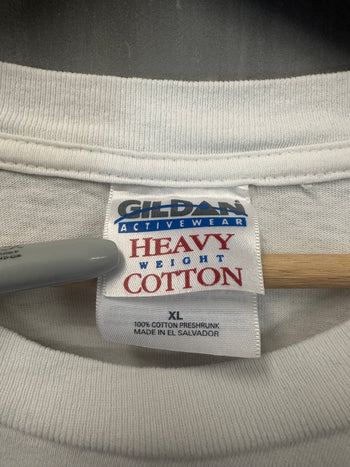 GILDAN
ACTIVEWEAR
HEAVY
WEIGHT
COTTON
XL
100% COTTON PRESHRUNK
MADE IN EL SALVADOR